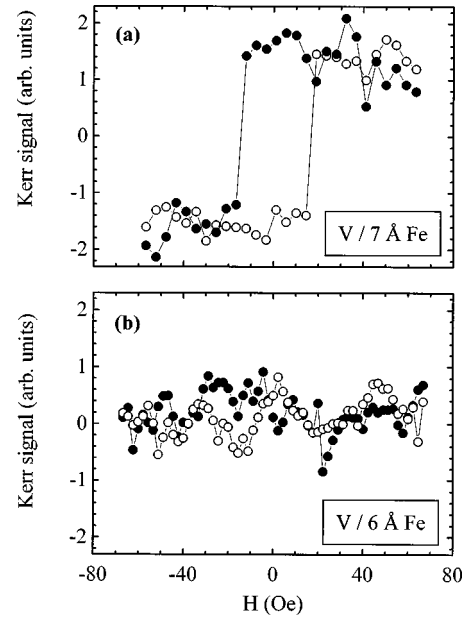 (a)
2
1
0
-1
-2
Kerr signal (arb. units)
V / 7 Å Fe
(b)
2
1
0
-1
-2
Kerr signal (arb. units)
V / 6 Å Fe
-80 -40 0 40 80
H (Oe)